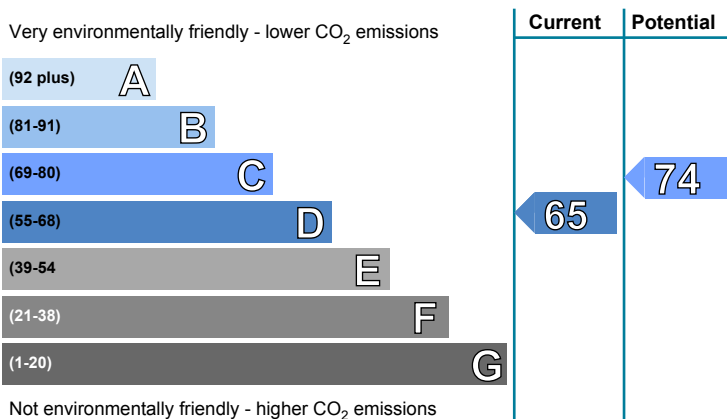 Very environmentally friendly - lower CO2 emissions
Current
Potential
(92 plus) A
(81-91) B
(69-80) C
(55-68) D
(39-54 E
(21-38) F
(1-20) G
65
74
Not environmentally friendly - higher CO2 emissions